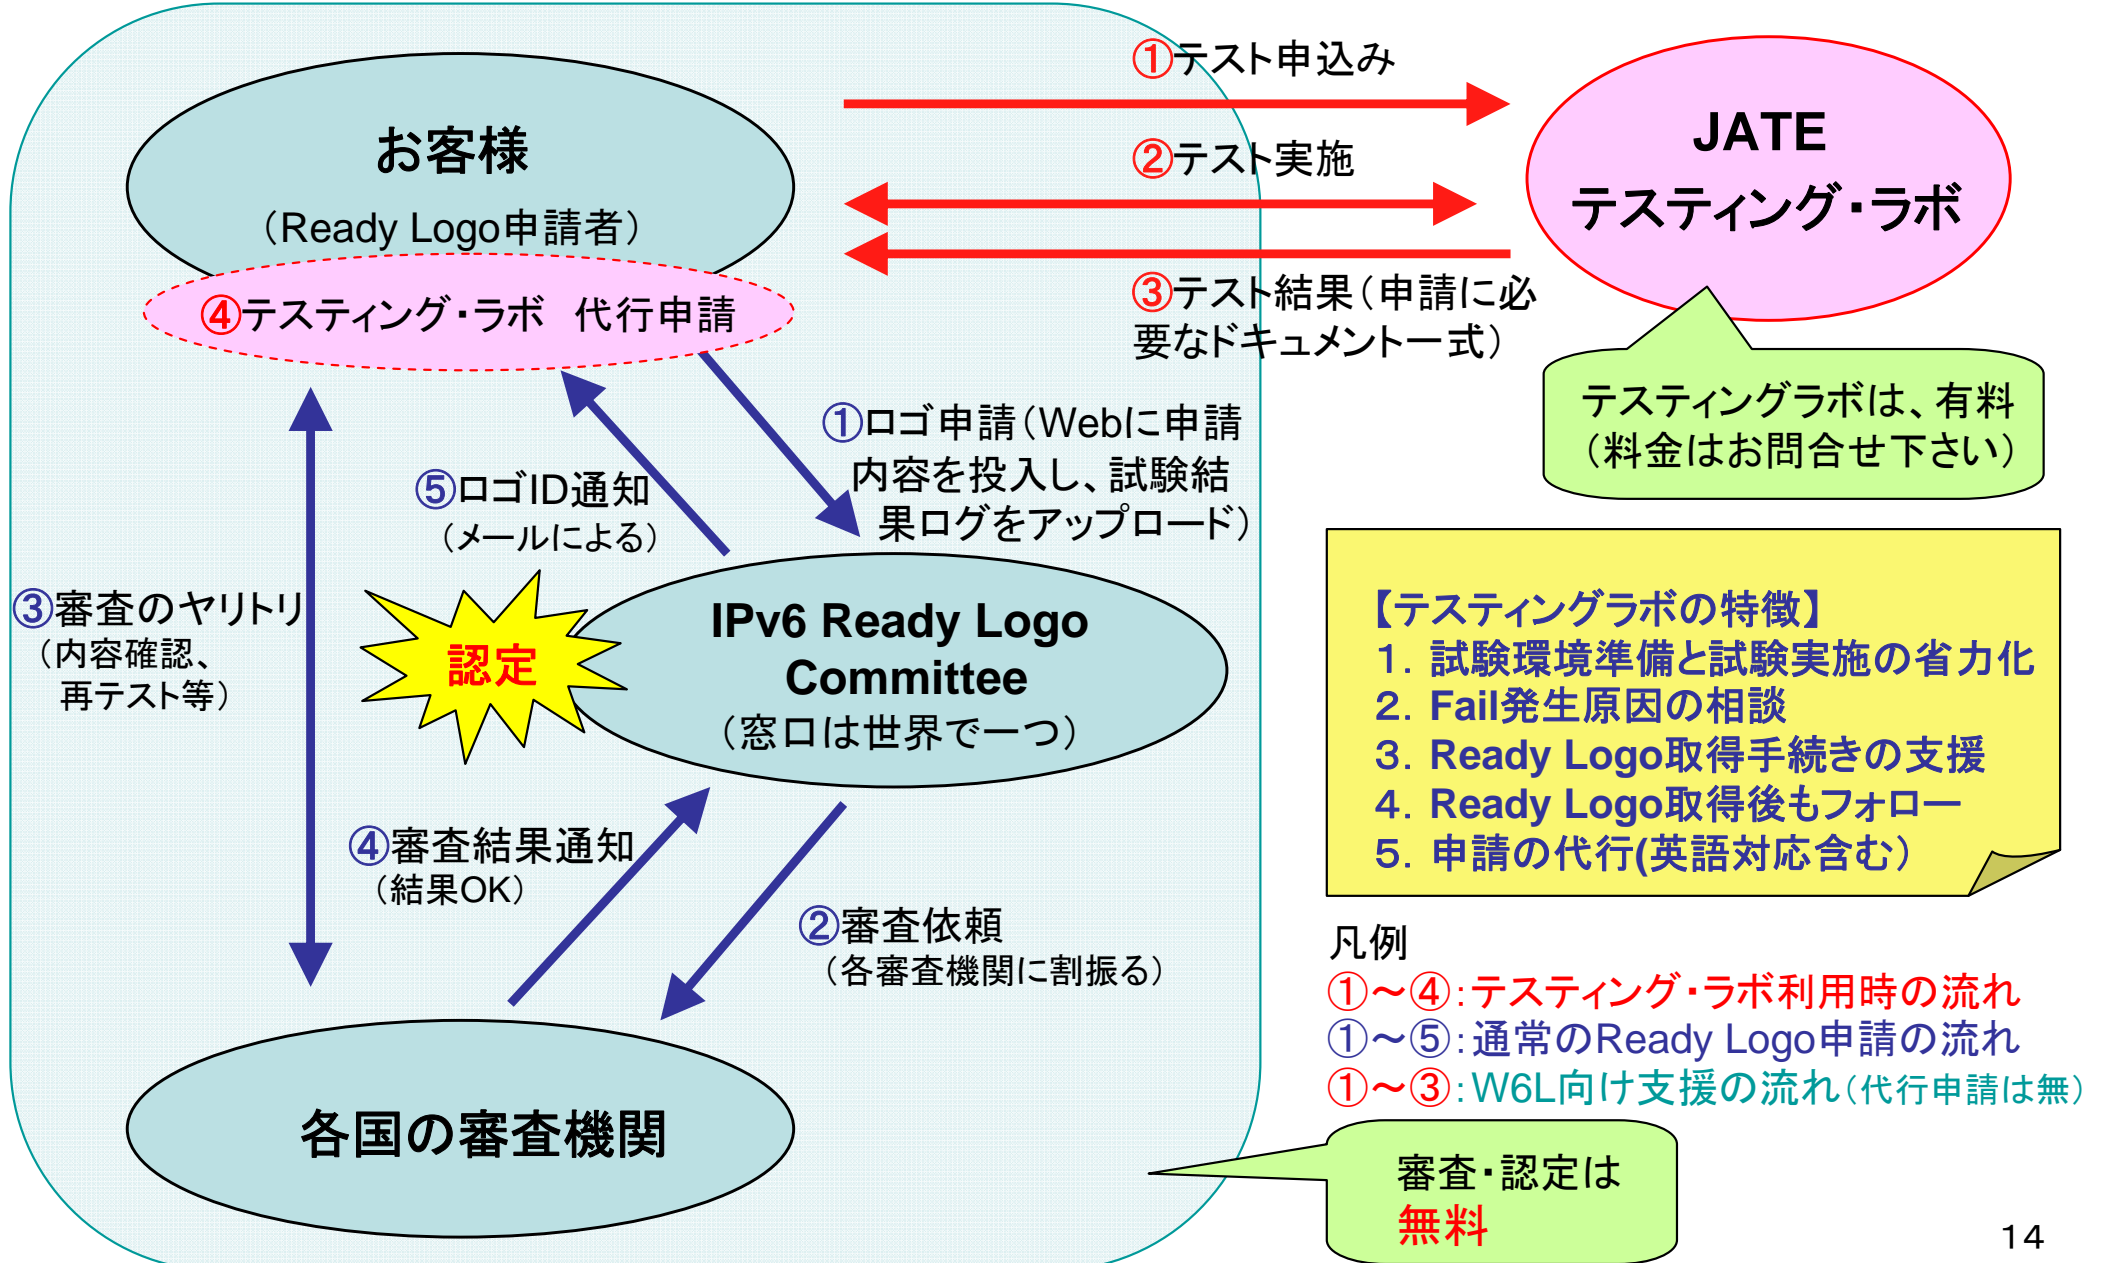 ①テスト申込み
お客様
(Ready Logo申請者)
JATE
テスティング・ラボ
②テスト実施
③テスト結果(申請に必
要なドキュメント一式)
④テスティング・ラボ　代行申請
テスティングラボは、有料
(料金はお問合せ下さい)
①ロゴ申請(Webに申請
内容を投入し、試験結
果ログをアップロード)
⑤ロゴID通知
(メールによる)
③審査のヤリトリ
(内容確認、
再テスト等)
認定
IPv6 Ready Logo
Committee
(窓口は世界で一つ)
【テスティングラボの特徴】
１．試験環境準備と試験実施の省力化
２．Fail発生原因の相談
３．Ready Logo取得手続きの支援
４．Ready Logo取得後もフォロー
５．申請の代行(英語対応含む)
④審査結果通知
(結果OK)
②審査依頼
(各審査機関に割振る)
凡例
①～④：テスティング・ラボ利用時の流れ
①～⑤：通常のReady Logo申請の流れ
①～③：W6L向け支援の流れ(代行申請は無)
各国の審査機関
審査・認定は
無料
14